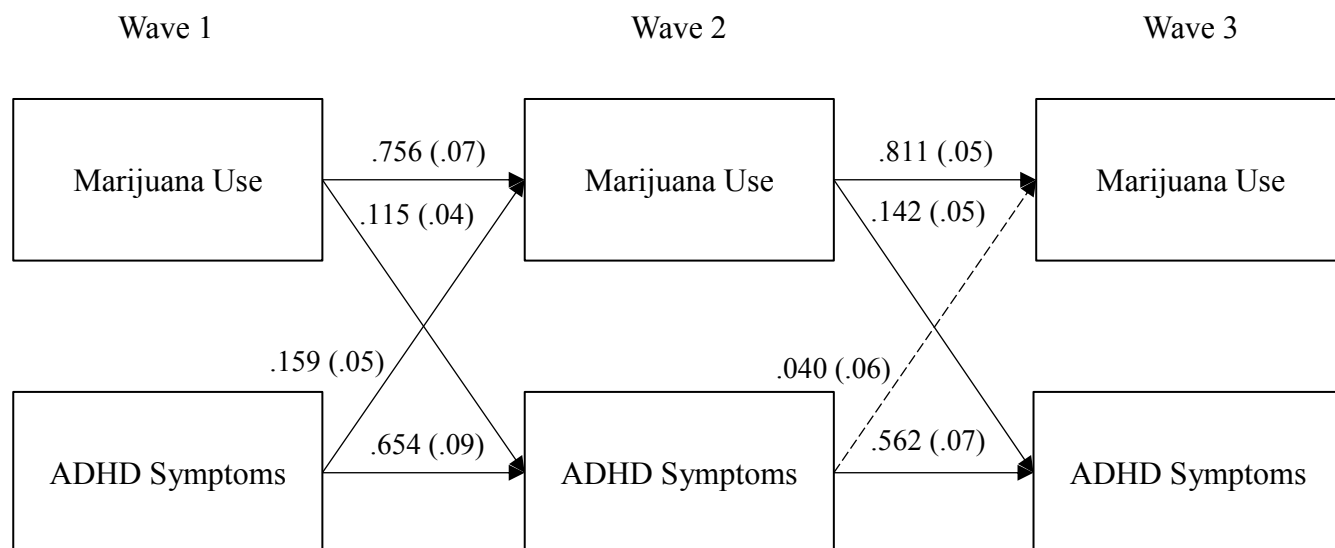 Wave 1
Wave 2
Wave 3
Marijuana Use
.756 (.07)
.115 (.04)
Marijuana Use
.811 (.05)
.142 (.05)
Marijuana Use
.159 (.05)
.040 (.06)
ADHD Symptoms
.654 (.09)
ADHD Symptoms
.562 (.07)
ADHD Symptoms